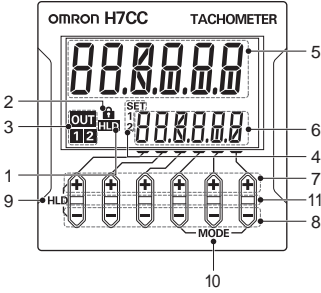 OMRON H7CC TACHOMETER
5
2
3
OUT
1 2
HLD
SET
1
2
6
4
1
7
9
HLD
+ + + + + +
11
- - - - - -
8
MODE
10